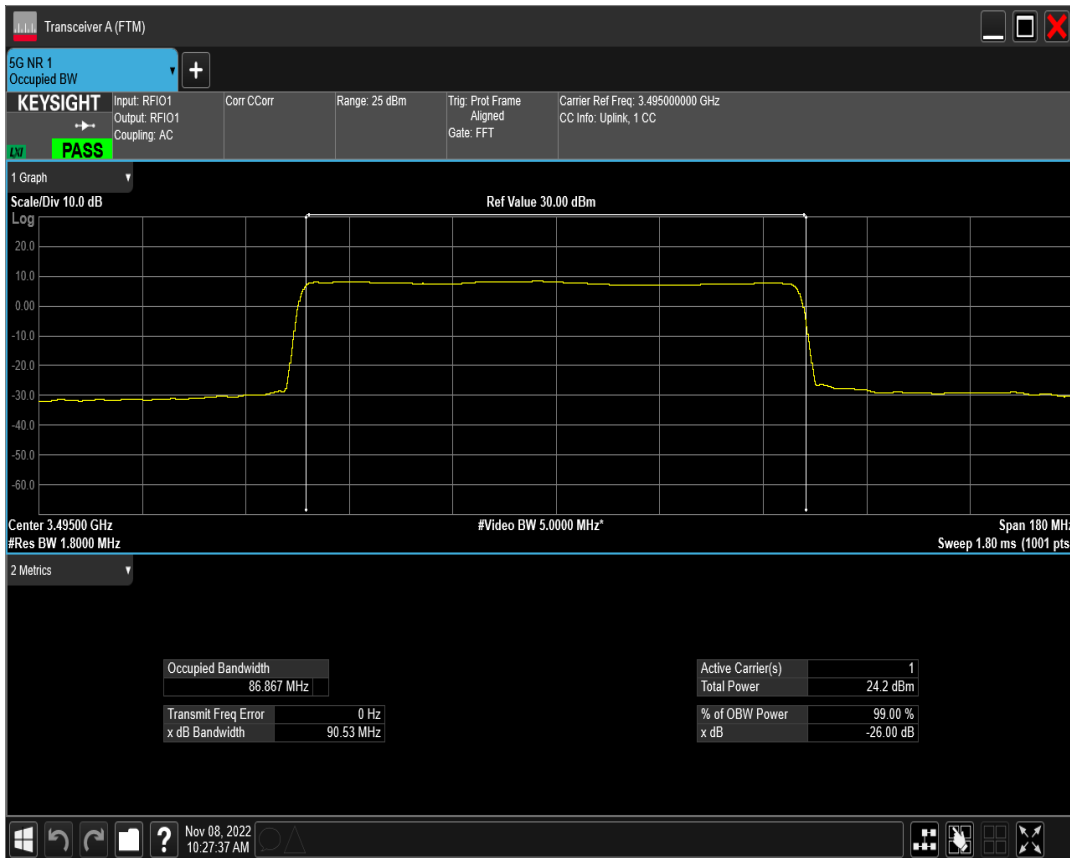 Transceiver A (FTM)
5G NR 1
Occupied BW
+
KEYSIGHT
LXI
PASS
Input: RFIO1
Output: RFIO1
Coupling: AC
Corr CCorr
Range: 25 dBm
Trig: Prot Frame
Aligned
Gate: FFT
Carrier Ref Freq: 3.495000000 GHz
CC Info: Uplink, 1 CC
1 Graph
Scale/Div 10.0 dB
Ref Value 30.00 dBm
Log
20.0
10.0
0.00
-10.0
-20.0
-30.0
-40.0
-50.0
-60.0
Center 3.49500 GHz
#Video BW 5.0000 MHz*
Span 180 MHz
#Res BW 1.8000 MHz
Sweep 1.80 ms (1001 pts
2 Metrics
Occupied Bandwidth
86.867 MHz
Transmit Freq Error 0 Hz
x dB Bandwidth 90.53 MHz
Active Carrier(s) 1
Total Power 24.2 dBm
% of OBW Power 99.00 %
x dB -26.00 dB
?
Nov 08, 2022
10:27:37 AM